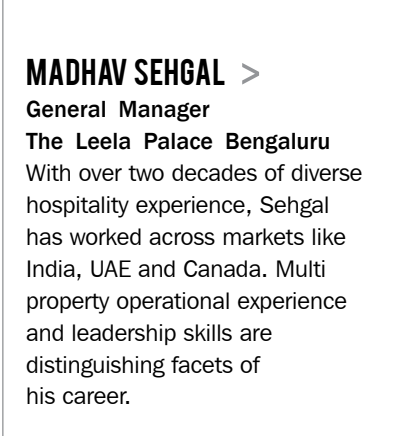 MADHAV SEHGAL >
General Manager
The Leela Palace Bengaluru
With over two decades of diverse
hospitality experience, Sehgal
has worked across markets like
India, UAE and Canada. Multi
property operational experience
and leadership skills are
distinguishing facets of
his career.